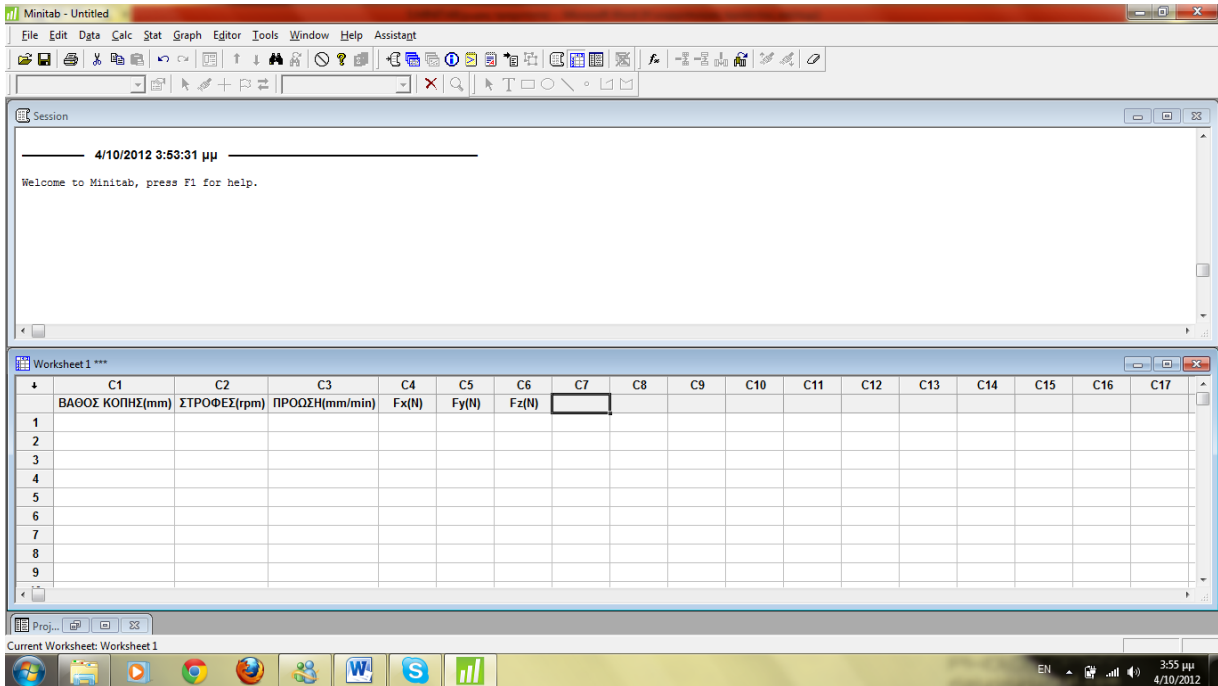 Minitab - Untitled
File Edit Data Calc Stat Graph Editor Tools Window Help Assistant
Session
4/10/2012 3:53:31 μμ
Welcome to Minitab, press F1 for help.
Worksheet 1 ***
C1 C2 C3 C4 C5 C6 C7 C8 C9 C10 C11 C12 C13 C14 C15 C16 C17
ΒΑΘΟΣ ΚΟΠΗΣ(mm) ΣΤΡΟΦΕΣ(rpm) ΠΡΟΩΣΗ(mm/min) Fx(N) Fy(N) Fz(N)
1
2
3
4
5
6
7
8
9
Proj...
Current Worksheet: Worksheet 1
EN 3:55 μμ
4/10/2012